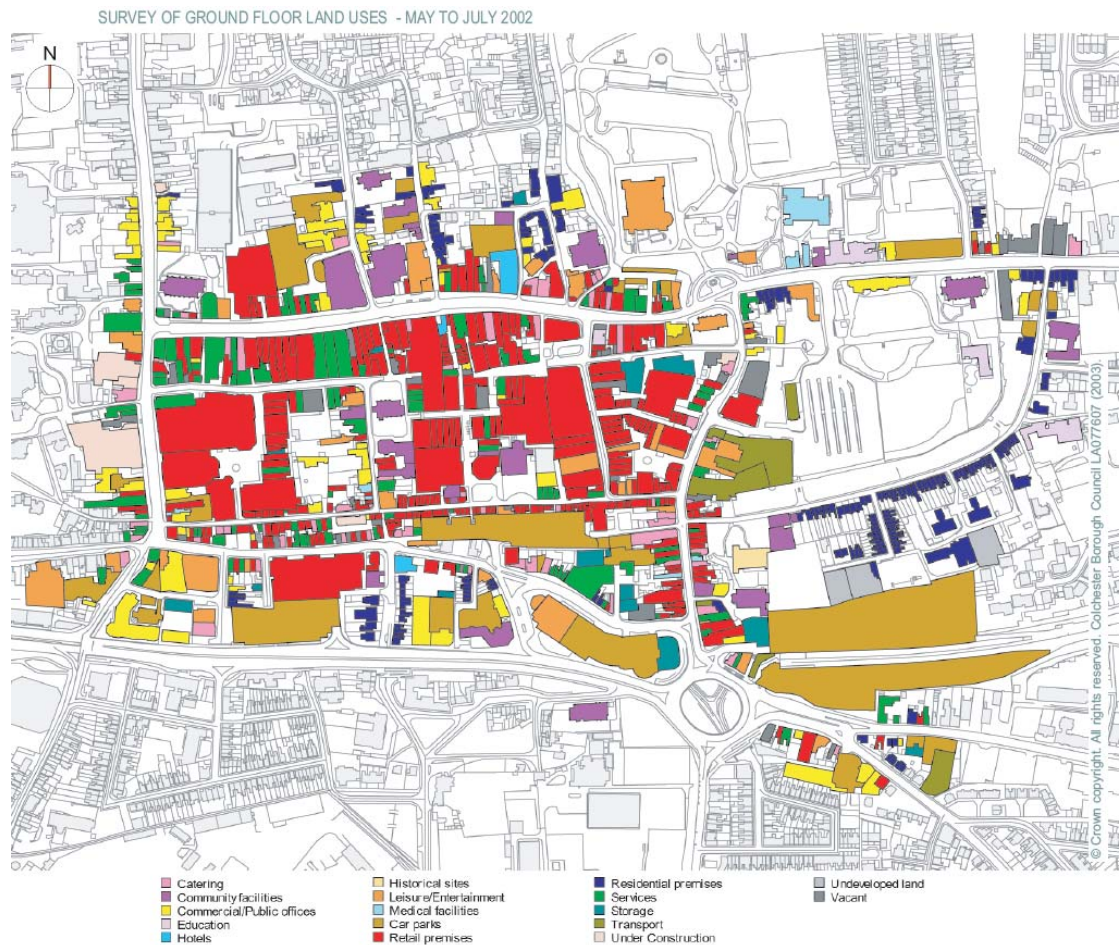 SURVEY OF GROUND FLOOR LAND USES - MAY TO JULY 2002
N
© Crown copyright. All rights reserved. Colchester Borough Council LA077607 (2003)
Catering
Community facilities
Commercial/Public offices
Education
Hotels
Historical sites
Leisure/Entertainment
Medical facilities
Car parks
Retail premises
Residential premises
Services
Storage
Transport
Under Construction
Undeveloped land
Vacant